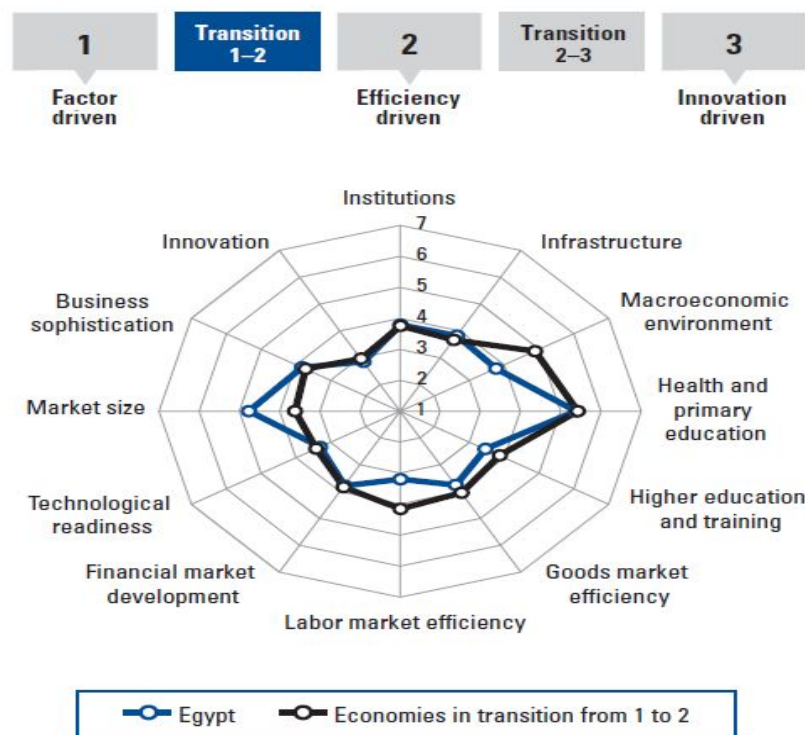 1
Transition
1–2
2
Transition
2–3
3
Factor
driven
Efficiency
driven
Innovation
driven
Institutions
7
6
5
4
3
2
1
Innovation
Infrastructure
Business
sophistication
Macroeconomic
environment
Market size
Health and
primary
education
Technological
readiness
Higher education
and training
Financial market
development
Goods market
efficiency
Labor market efficiency
Egypt
Economies in transition from 1 to 2